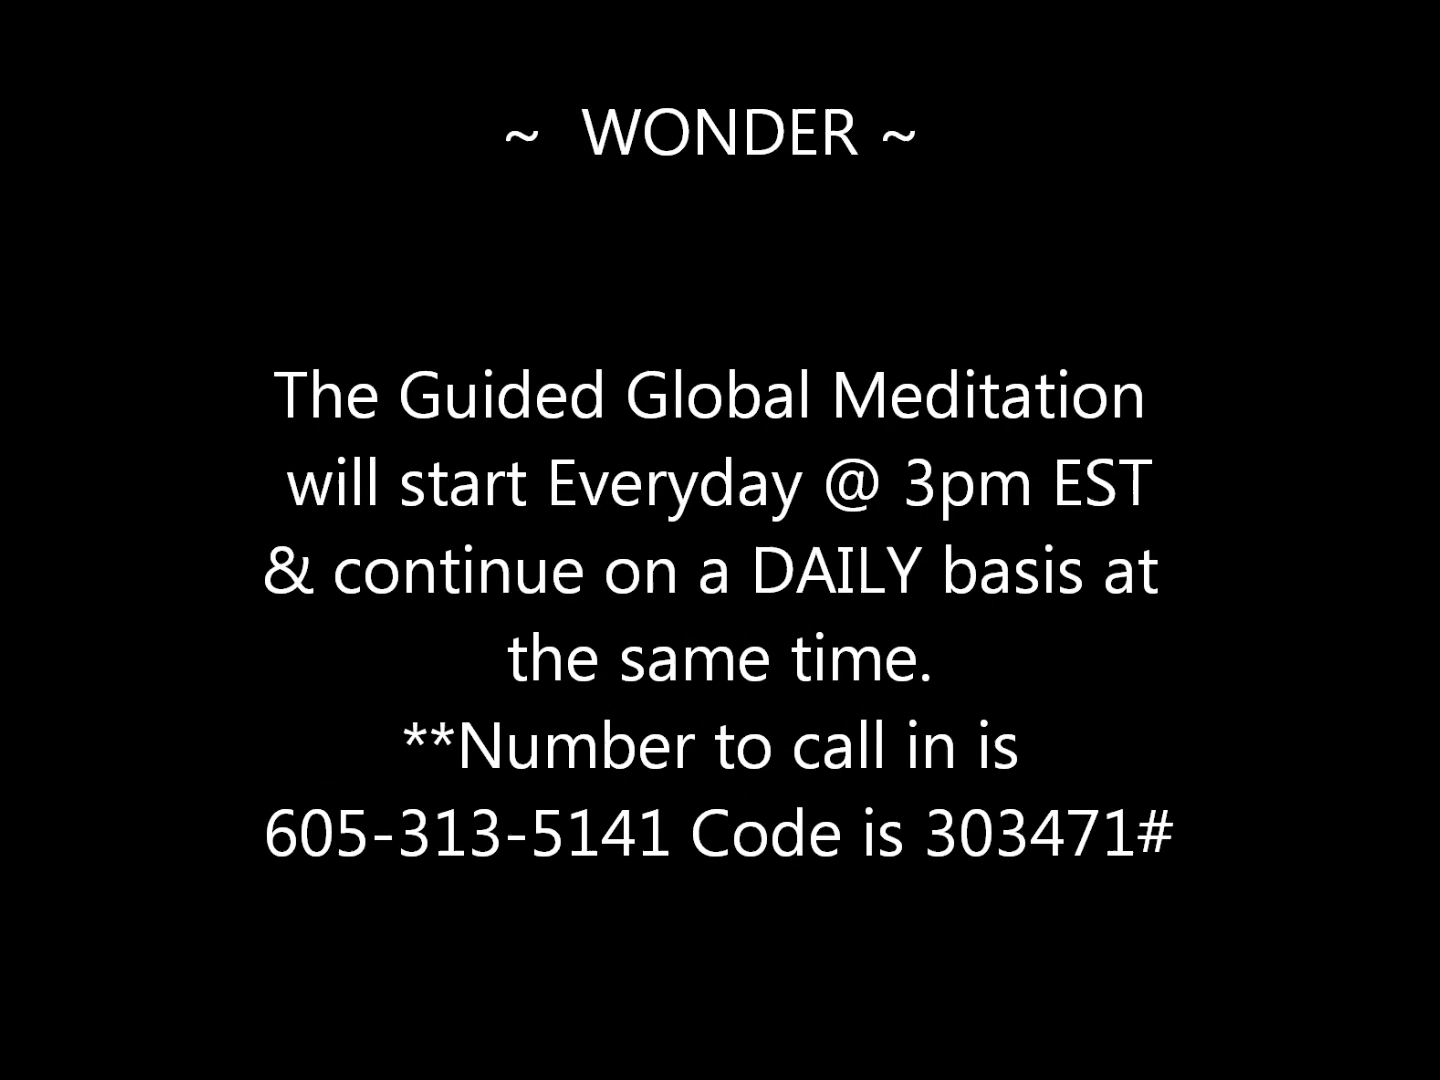 ~ WONDER ~
The Guided Global Meditation
will start Everyday @ 3pm EST
& continue on a DAILY basis at
the same time.
**Number to call in is
605-313-5141 Code is 303471#